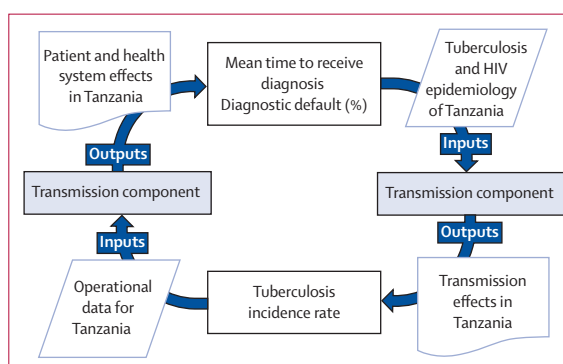 Patient and health
system effects
in Tanzania
Mean time to receive
diagnosis
Diagnostic default (%)
Tuberculosis
and HIV
epidemiology
of Tanzania
Outputs
Inputs
Transmission component
Transmission component
Inputs
Outputs
Operational
data for
Tanzania
Tuberculosis
incidence rate
Transmission
effects in
Tanzania